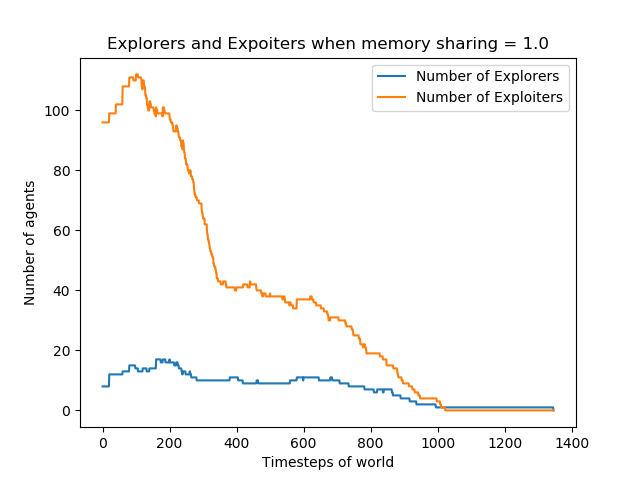 Explorers and Expoiters when memory sharing = 1.0
Number of Explorers
Number of Exploiters
Number of agents
100
80
60
40
20
0
0 200 400 600 800 1000 1200 1400
Timesteps of world